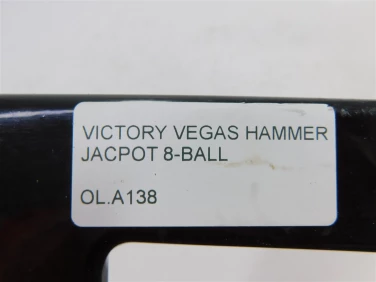 VICTORY VEGAS HAMMER
JACPOT 8-BALL
OL.A138